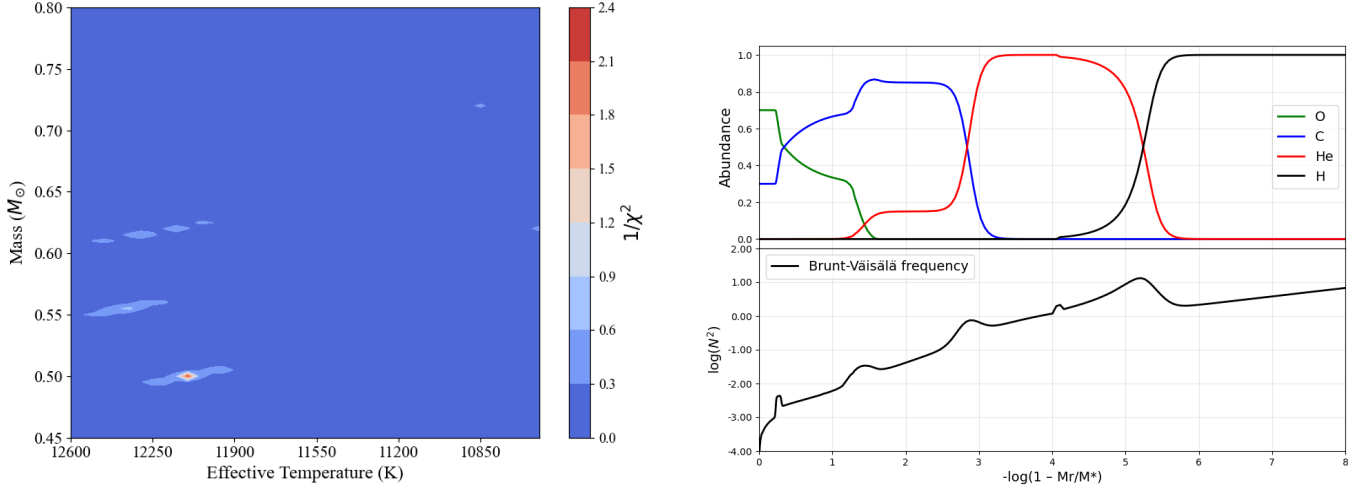 0.80
0.75
0.70
0.65
0.60
0.55
0.50
0.45
Mass (M⊙)
12600 12250 11900 11550 11200 10850
Effective Temperature (K)
2.4
2.1
1.8
1.5
1.2
0.9
0.6
0.3
0.0
1/χ²
1.0
0.8
0.6
0.4
0.2
0.0
Abundance
O
C
He
H
2.00
1.00
0.00
-1.00
-2.00
-3.00
-4.00
log(N²)
Brunt-Väisälä frequency
0 1 2 3 4 5 6 7 8
-log(1 – Mr/M*)